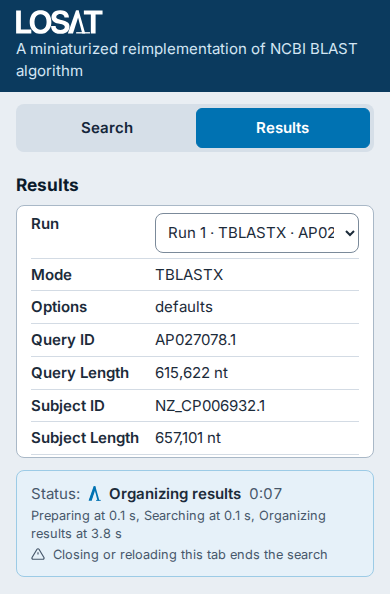 LOSAT
A miniaturized reimplementation of NCBI BLAST
algorithm
Search
Results
Results
Run
Run 1 · TBLASTX · AP02
Mode
TBLASTX
Options
defaults
Query ID
AP027078.1
Query Length
615,622 nt
Subject ID
NZ_CP006932.1
Subject Length
657,101 nt
Status: Organizing results 0:07
Preparing at 0.1 s, Searching at 0.1 s, Organizing
results at 3.8 s
Closing or reloading this tab ends the search